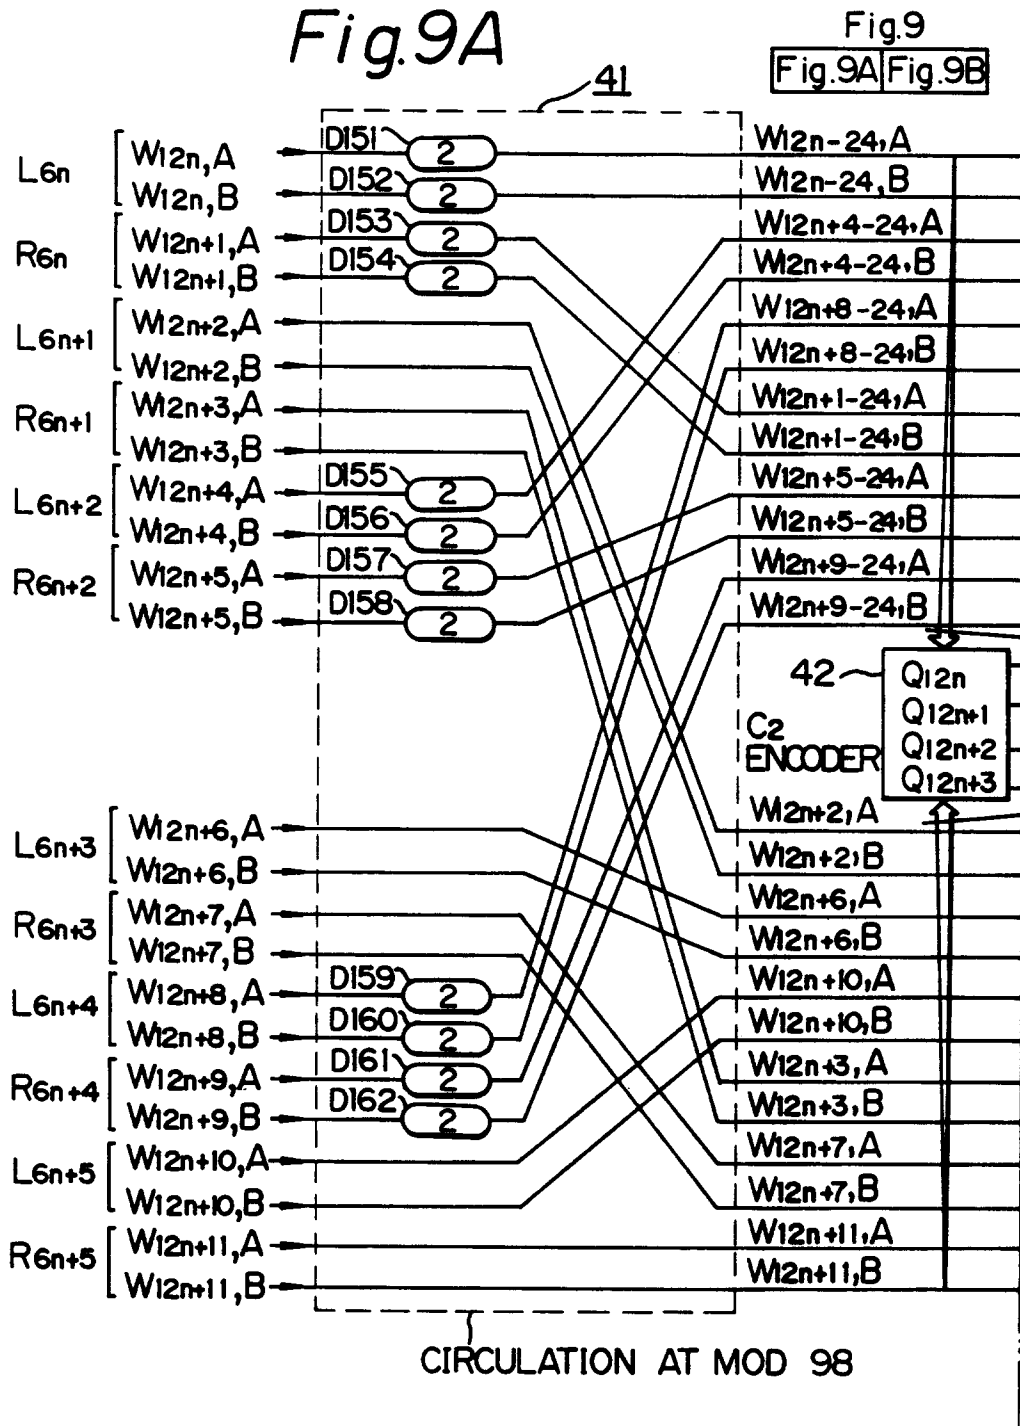 Fig.9A
Fig.9
Fig.9A Fig.9B
41
L6n
W12n,A
W12n,B
R6n
W12n+1,A
W12n+1,B
L6n+1
W12n+2,A
W12n+2,B
R6n+1
W12n+3,A
W12n+3,B
L6n+2
W12n+4,A
W12n+4,B
R6n+2
W12n+5,A
W12n+5,B
L6n+3
W12n+6,A
W12n+6,B
R6n+3
W12n+7,A
W12n+7,B
L6n+4
W12n+8,A
W12n+8,B
R6n+4
W12n+9,A
W12n+9,B
L6n+5
W12n+10,A
W12n+10,B
R6n+5
W12n+11,A
W12n+11,B
D151 2
D152 2
D153 2
D154 2
D155 2
D156 2
D157 2
D158 2
D159 2
D160 2
D161 2
D162 2
W12n-24,A
W12n-24,B
W12n+4-24,A
W12n+4-24,B
W12n+8-24,A
W12n+8-24,B
W12n+1-24,A
W12n+1-24,B
W12n+5-24,A
W12n+5-24,B
W12n+9-24,A
W12n+9-24,B
42
C2
ENCODER
Q12n
Q12n+1
Q12n+2
Q12n+3
W12n+2,A
W12n+2,B
W12n+6,A
W12n+6,B
W12n+10,A
W12n+10,B
W12n+3,A
W12n+3,B
W12n+7,A
W12n+7,B
W12n+11,A
W12n+11,B
CIRCULATION AT MOD 98